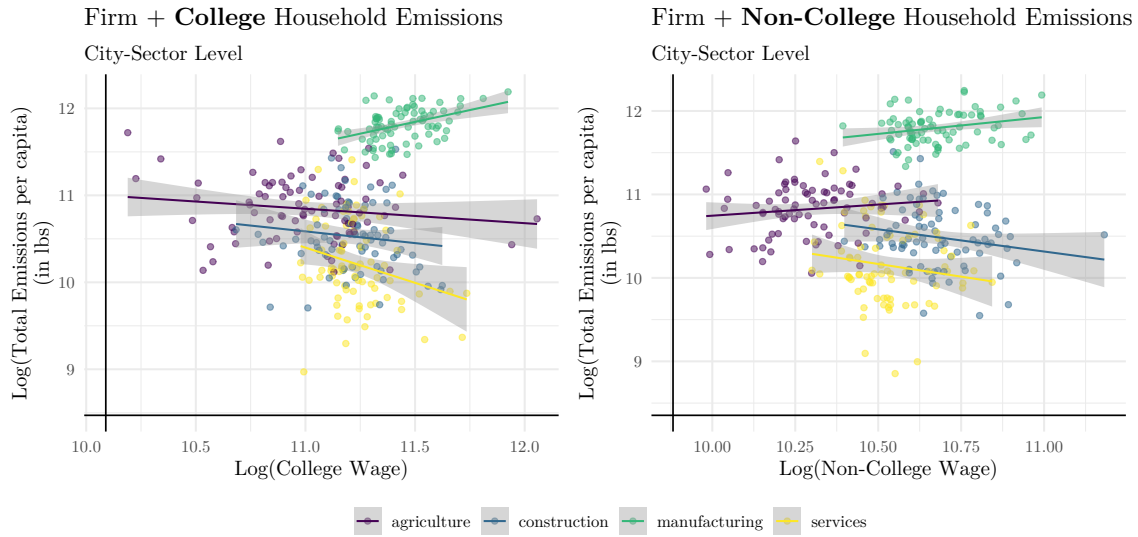 Firm + College Household Emissions
City-Sector Level
Log(Total Emissions per capita)
(in lbs)
12
11
10
9
10.0 10.5 11.0 11.5 12.0
Log(College Wage)
Firm + Non-College Household Emissions
City-Sector Level
Log(Total Emissions per capita)
(in lbs)
12
11
10
9
10.00 10.25 10.50 10.75 11.00
Log(Non-College Wage)
agriculture construction manufacturing services